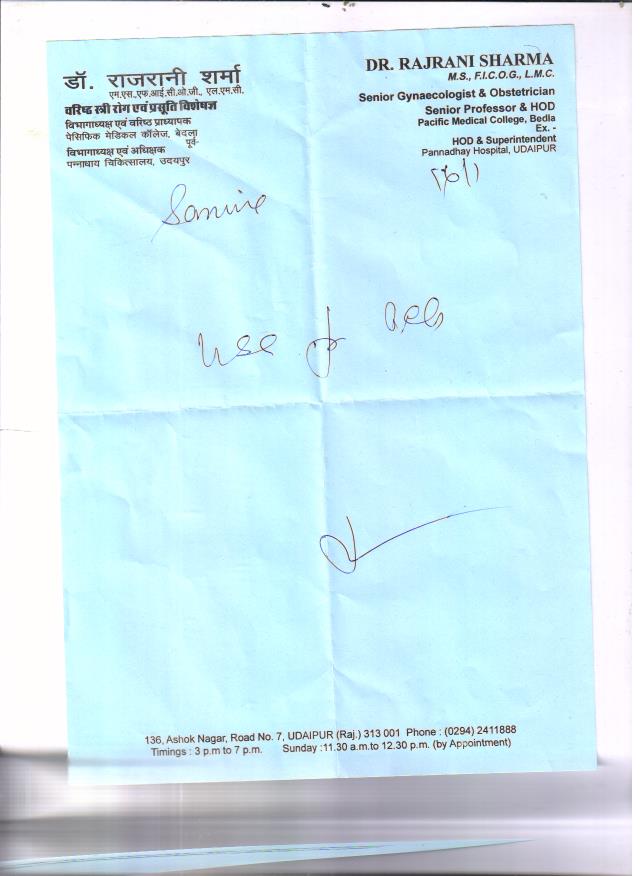 डॉ. राजरानी शर्मा
एम.एस.,एफ.आई.सी.ओ.जी., एल.एम.सी.
वरिष्ठ स्त्री रोग एवं प्रसूति विशेषज्ञ
विभागाध्यक्ष एवं वरिष्ठ प्राध्यापक
पेसिफिक मेडिकल कॉलेज, बेदला
पूर्व-
विभागाध्यक्ष एवं अधिक्षक
पन्नाधाय चिकित्सालय, उदयपुर
DR. RAJRANI SHARMA
M.S., F.I.C.O.G., L.M.C.
Senior Gynaecologist & Obstetrician
Senior Professor & HOD
Pacific Medical College, Bedla
Ex. -
HOD & Superintendent
Pannadhay Hospital, UDAIPUR
USG
136, Ashok Nagar, Road No. 7, UDAIPUR (Raj.) 313 001 Phone : (0294) 2411888
Timings : 3 p.m to 7 p.m. Sunday :11.30 a.m.to 12.30 p.m. (by Appointment)